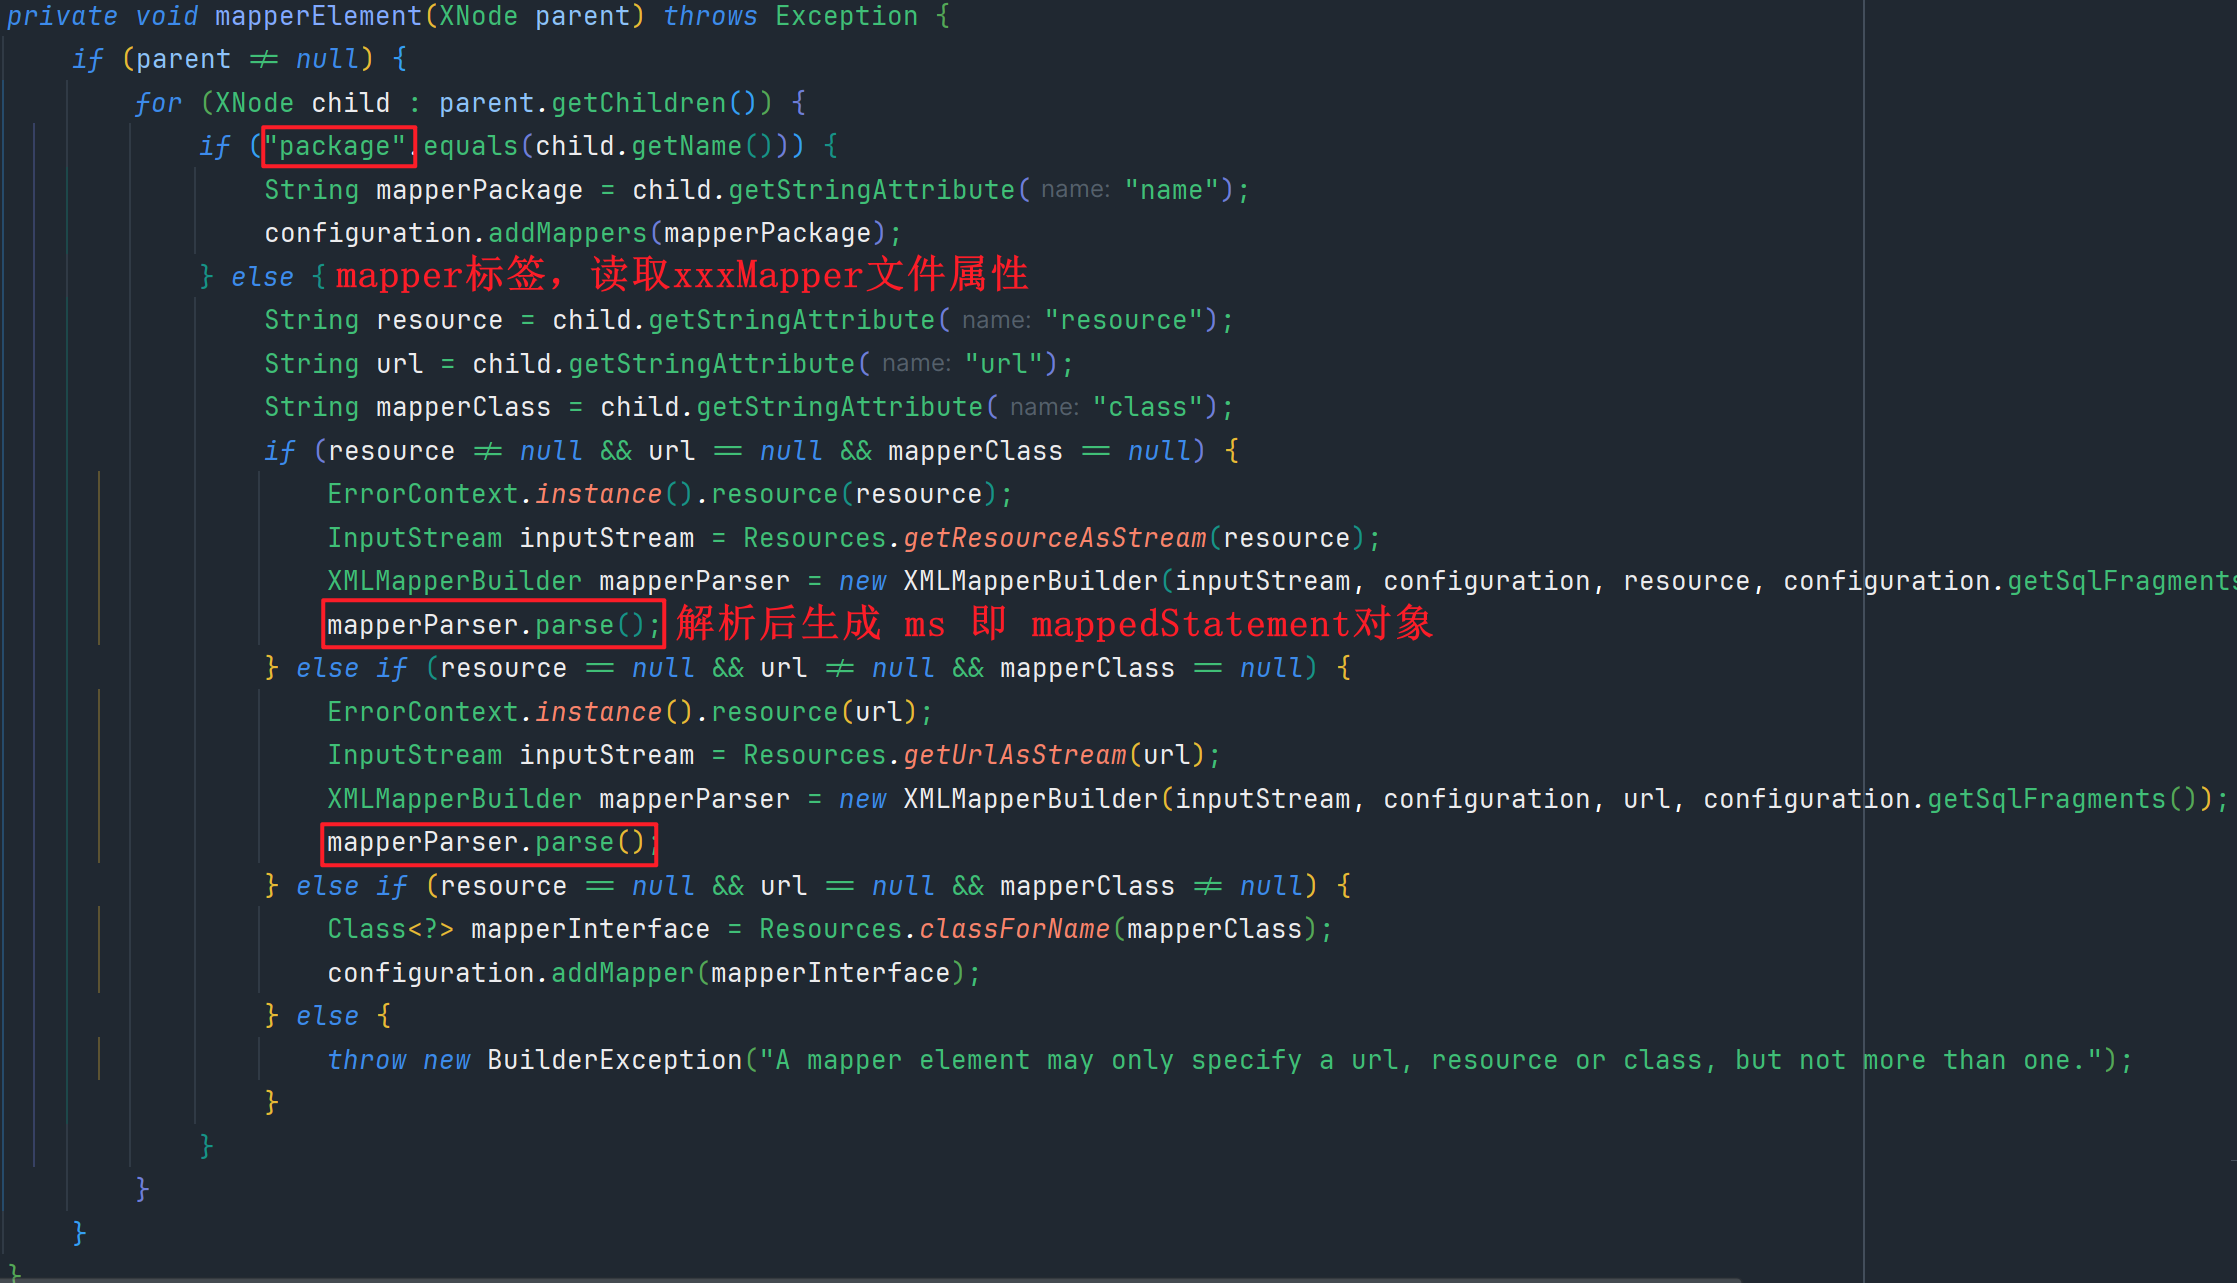 private void mapperElement(XNode parent) throws Exception {
if (parent ≠ null) {
for (XNode child : parent.getChildren()) {
if ("package".equals(child.getName())) {
String mapperPackage = child.getStringAttribute( name: "name");
configuration.addMappers(mapperPackage);
} else { mapper标签，读取xxxMapper文件属性
String resource = child.getStringAttribute( name: "resource");
String url = child.getStringAttribute( name: "url");
String mapperClass = child.getStringAttribute( name: "class");
if (resource ≠ null && url == null && mapperClass == null) {
ErrorContext.instance().resource(resource);
InputStream inputStream = Resources.getResourceAsStream(resource);
XMLMapperBuilder mapperParser = new XMLMapperBuilder(inputStream, configuration, resource, configuration.getSqlFragments
mapperParser.parse(); 解析后生成 ms 即 mappedStatement对象
} else if (resource == null && url ≠ null && mapperClass == null) {
ErrorContext.instance().resource(url);
InputStream inputStream = Resources.getUrlAsStream(url);
XMLMapperBuilder mapperParser = new XMLMapperBuilder(inputStream, configuration, url, configuration.getSqlFragments());
mapperParser.parse();
} else if (resource == null && url == null && mapperClass ≠ null) {
Class<?> mapperInterface = Resources.classForName(mapperClass);
configuration.addMapper(mapperInterface);
} else {
throw new BuilderException("A mapper element may only specify a url, resource or class, but not more than one.");
}
}
}
}
}